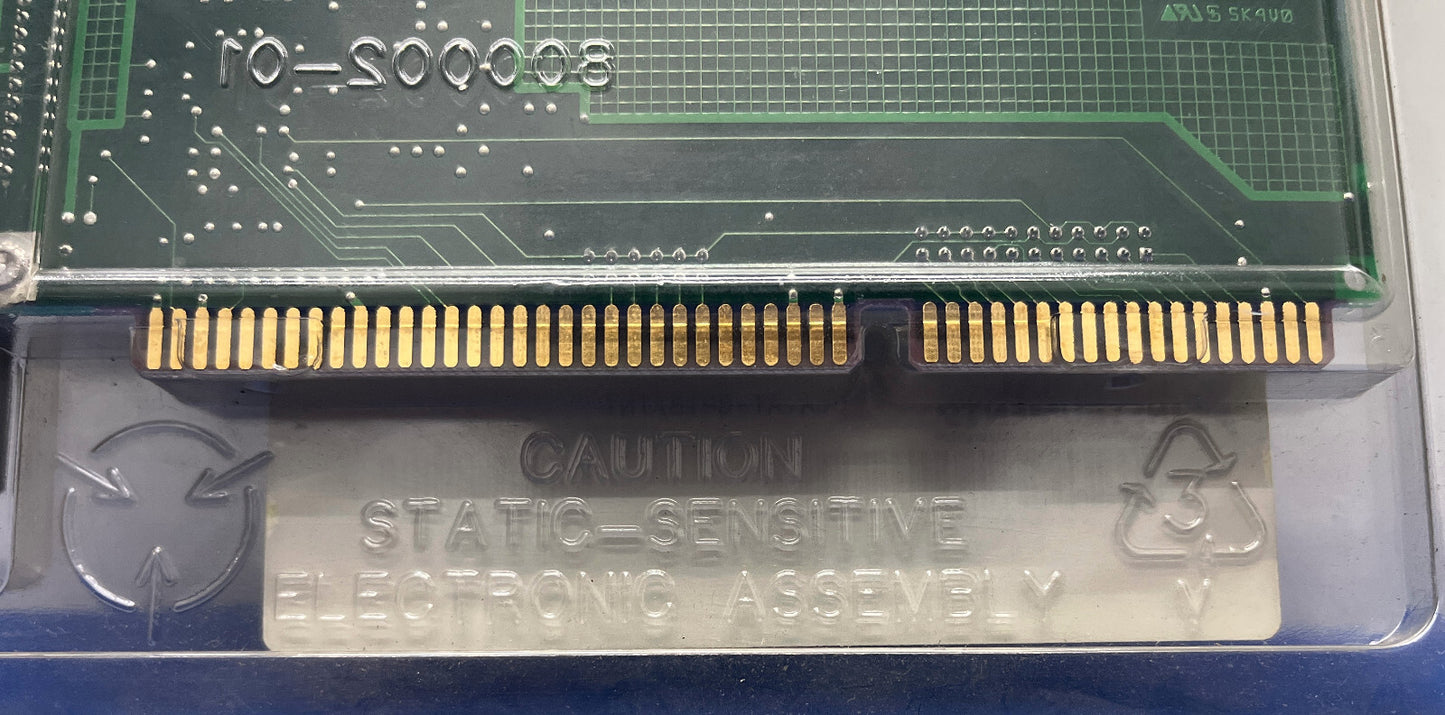 SK4V0
800002-01
CAUTION
STATIC-SENSITIVE
ELECTRONIC ASSEMBLY
3
V